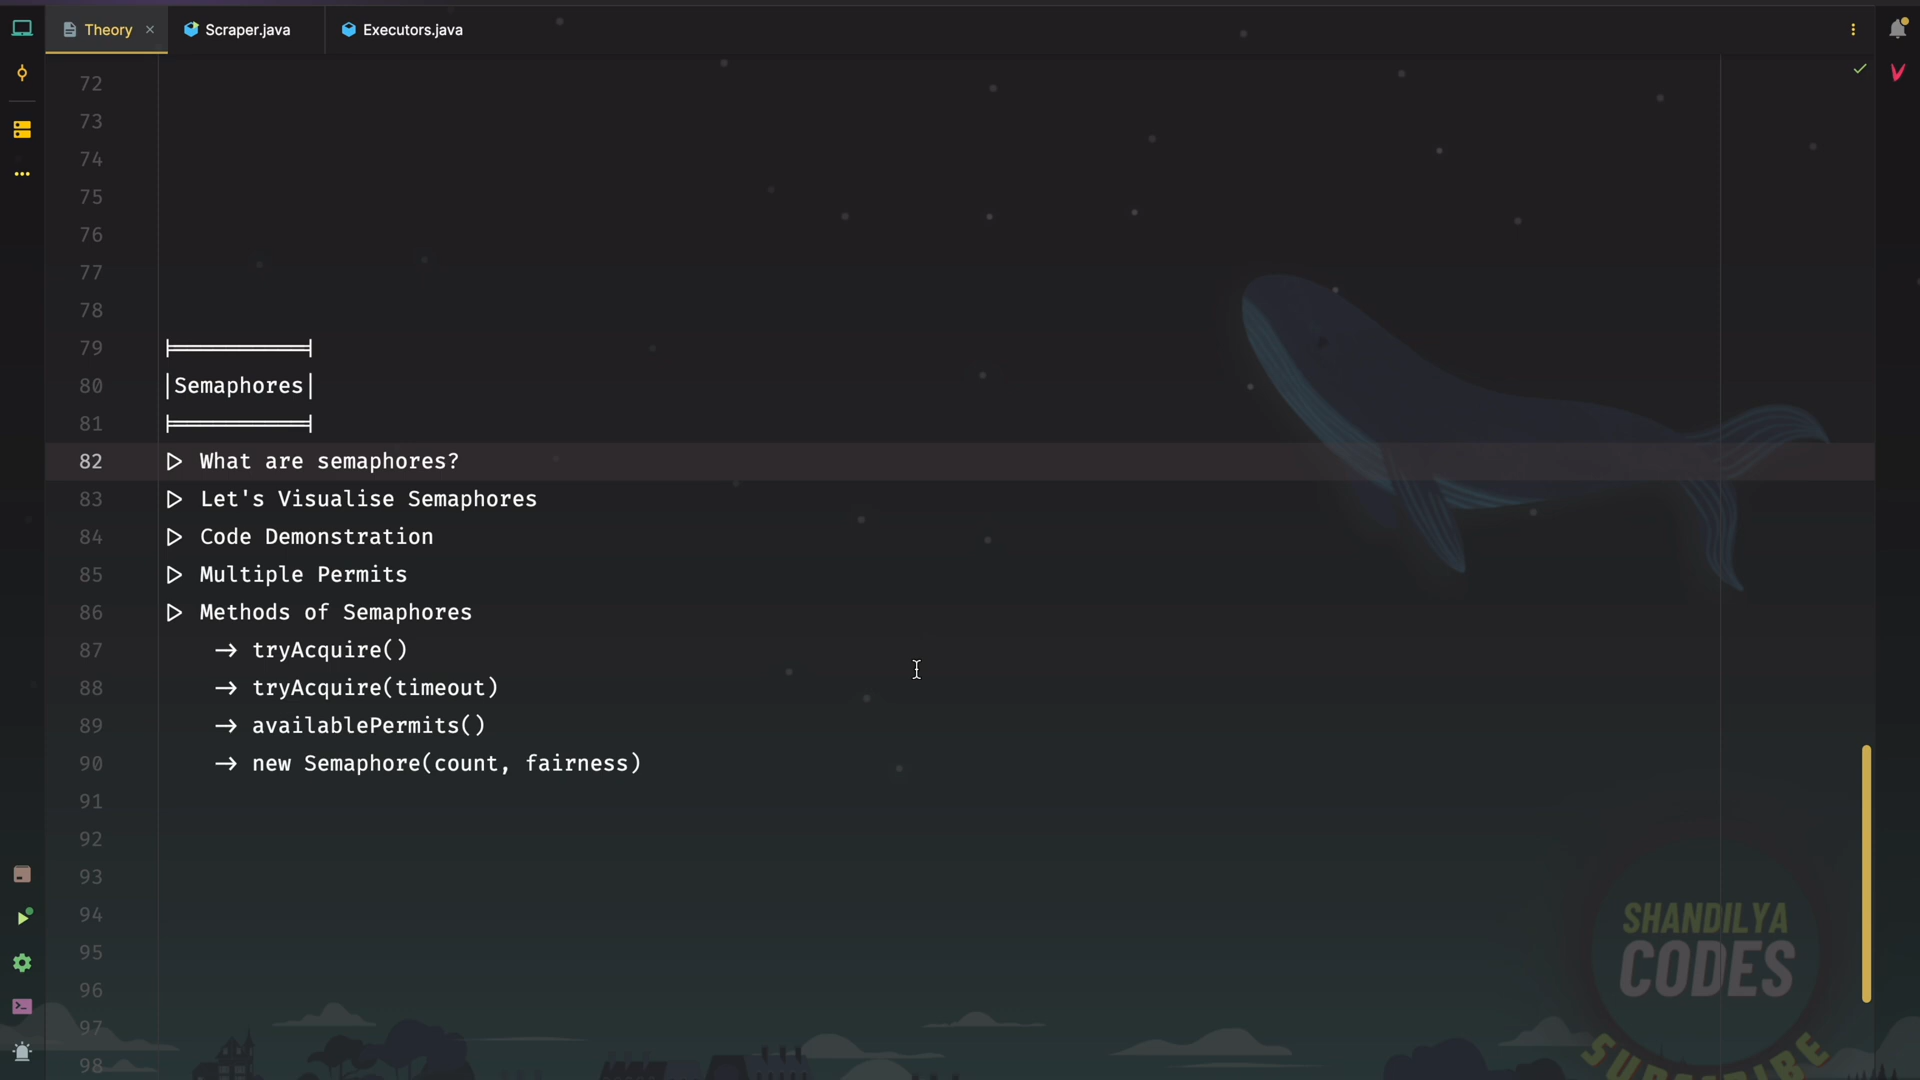 Theory
Scraper.java
Executors.java
72
73
74
75
76
77
78
79
80 |Semaphores|
81
82 ▷ What are semaphores?
83 ▷ Let's Visualise Semaphores
84 ▷ Code Demonstration
85 ▷ Multiple Permits
86 ▷ Methods of Semaphores
87 → tryAcquire()
88 → tryAcquire(timeout)
89 → availablePermits()
90 → new Semaphore(count, fairness)
91
92
93
94
95
96
97
98
SHANDILYA
CODES
SUBSCRIBE